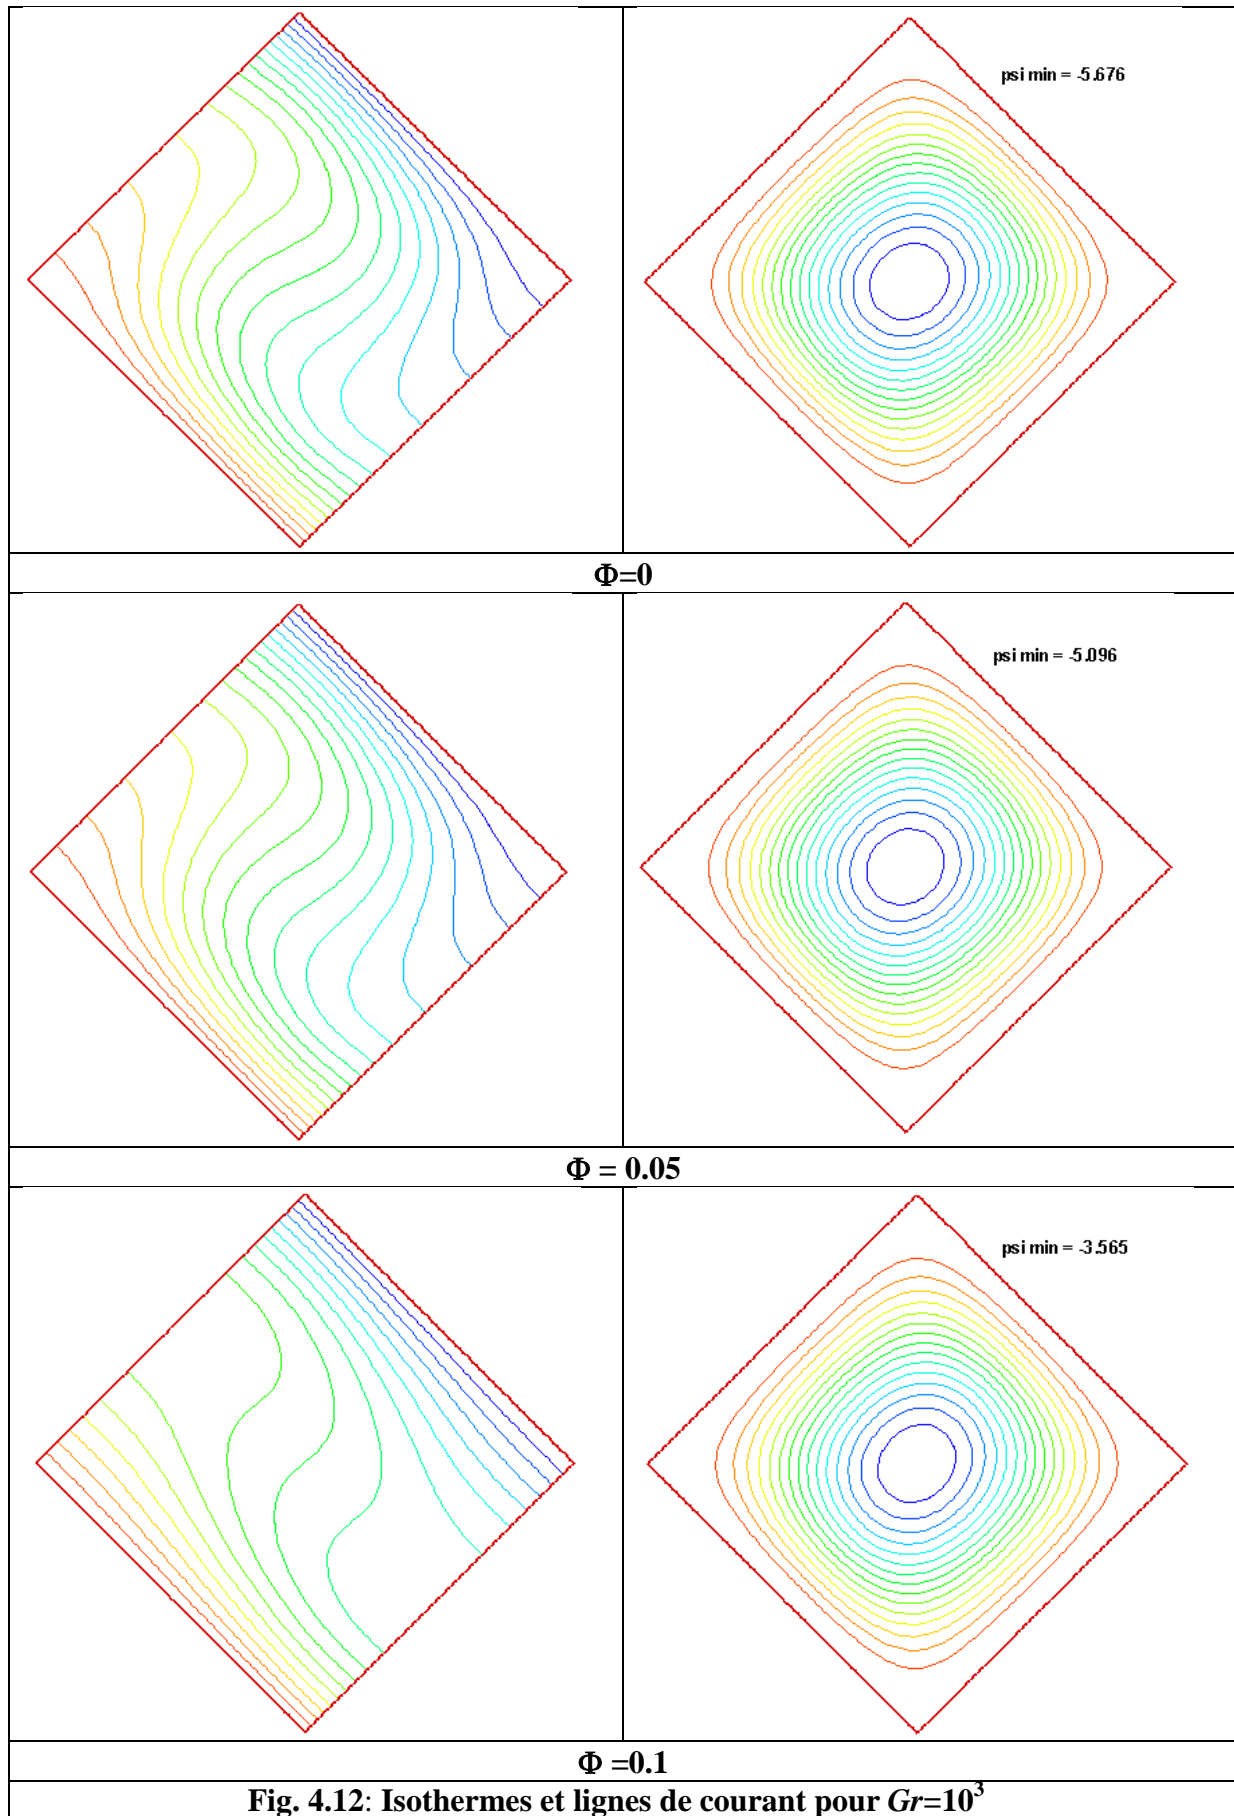 psi min = -5.676
Φ=0
psi min = -5.096
Φ = 0.05
psi min = -3.565
Φ =0.1
Fig. 4.12: Isothermes et lignes de courant pour Gr=10³